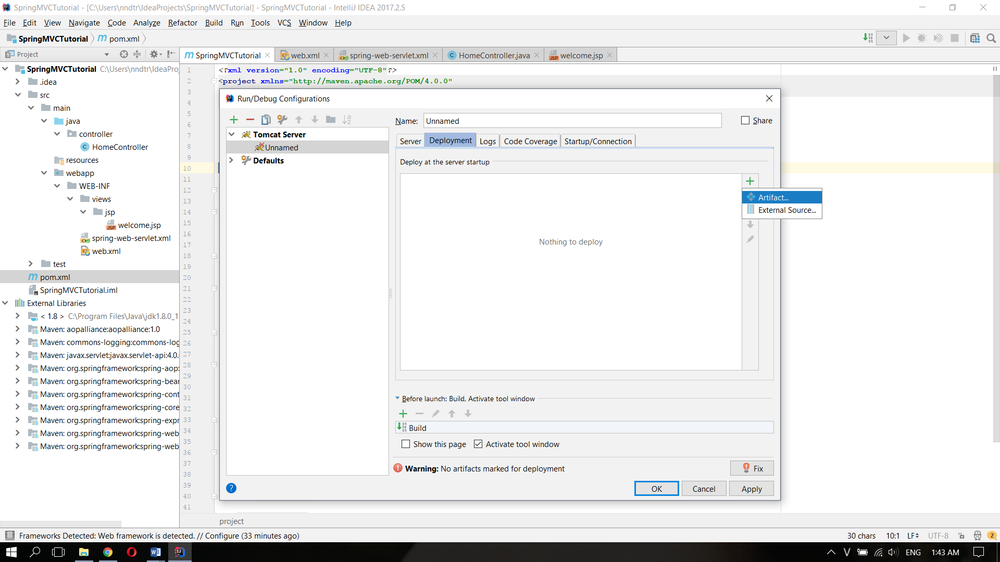 SpringMVCTutorial - [C:\Users\nndtr\IdeaProjects\SpringMVCTutorial] - SpringMVCTutorial - IntelliJ IDEA 2017.2.5
File Edit View Navigate Code Analyze Refactor Build Run Tools VCS Window Help
SpringMVCTutorial pom.xml
Project
SpringMVCTutorial web.xml spring-web-servlet.xml HomeController.java welcome.jsp
SpringMVCTutorial C:\Users\nndtr\IdeaPro
.idea
src
main
java
controller
HomeController
resources
webapp
WEB-INF
views
jsp
welcome.jsp
spring-web-servlet.xml
web.xml
test
pom.xml
SpringMVCTutorial.iml
External Libraries
< 1.8 > C:\Program Files\Java\jdk1.8.0_1
Maven: aopalliance:aopalliance:1.0
Maven: commons-logging:commons-log
Maven: javax.servlet:javax.servlet-api:4.0.
Maven: org.springframework:spring-aop:
Maven: org.springframework:spring-bear
Maven: org.springframework:spring-cont
Maven: org.springframework:spring-core
Maven: org.springframework:spring-expr
Maven: org.springframework:spring-web
Maven: org.springframework:spring-web
1 <?xml version="1.0" encoding="UTF-8"?>
2 <project xmlns="http://maven.apache.org/POM/4.0.0"
3
4
5
6
7
8
9
10
11
12
13
14
15
16
17
18
19
20
21
22
23
24
25
26
27
28
29
30
31
32
33
34
35
36
37
38
39
40
41
Run/Debug Configurations
Tomcat Server
Unnamed
Defaults
Name: Unnamed Share
Server Deployment Logs Code Coverage Startup/Connection
Deploy at the server startup
Nothing to deploy
Artifact...
External Source...
Before launch: Build, Activate tool window
Build
Show this page Activate tool window
Warning: No artifacts marked for deployment Fix
OK Cancel Apply
project
Frameworks Detected: Web framework is detected. // Configure (33 minutes ago) 30 chars 10:1 LF UTF-8 2
ENG 1:43 AM